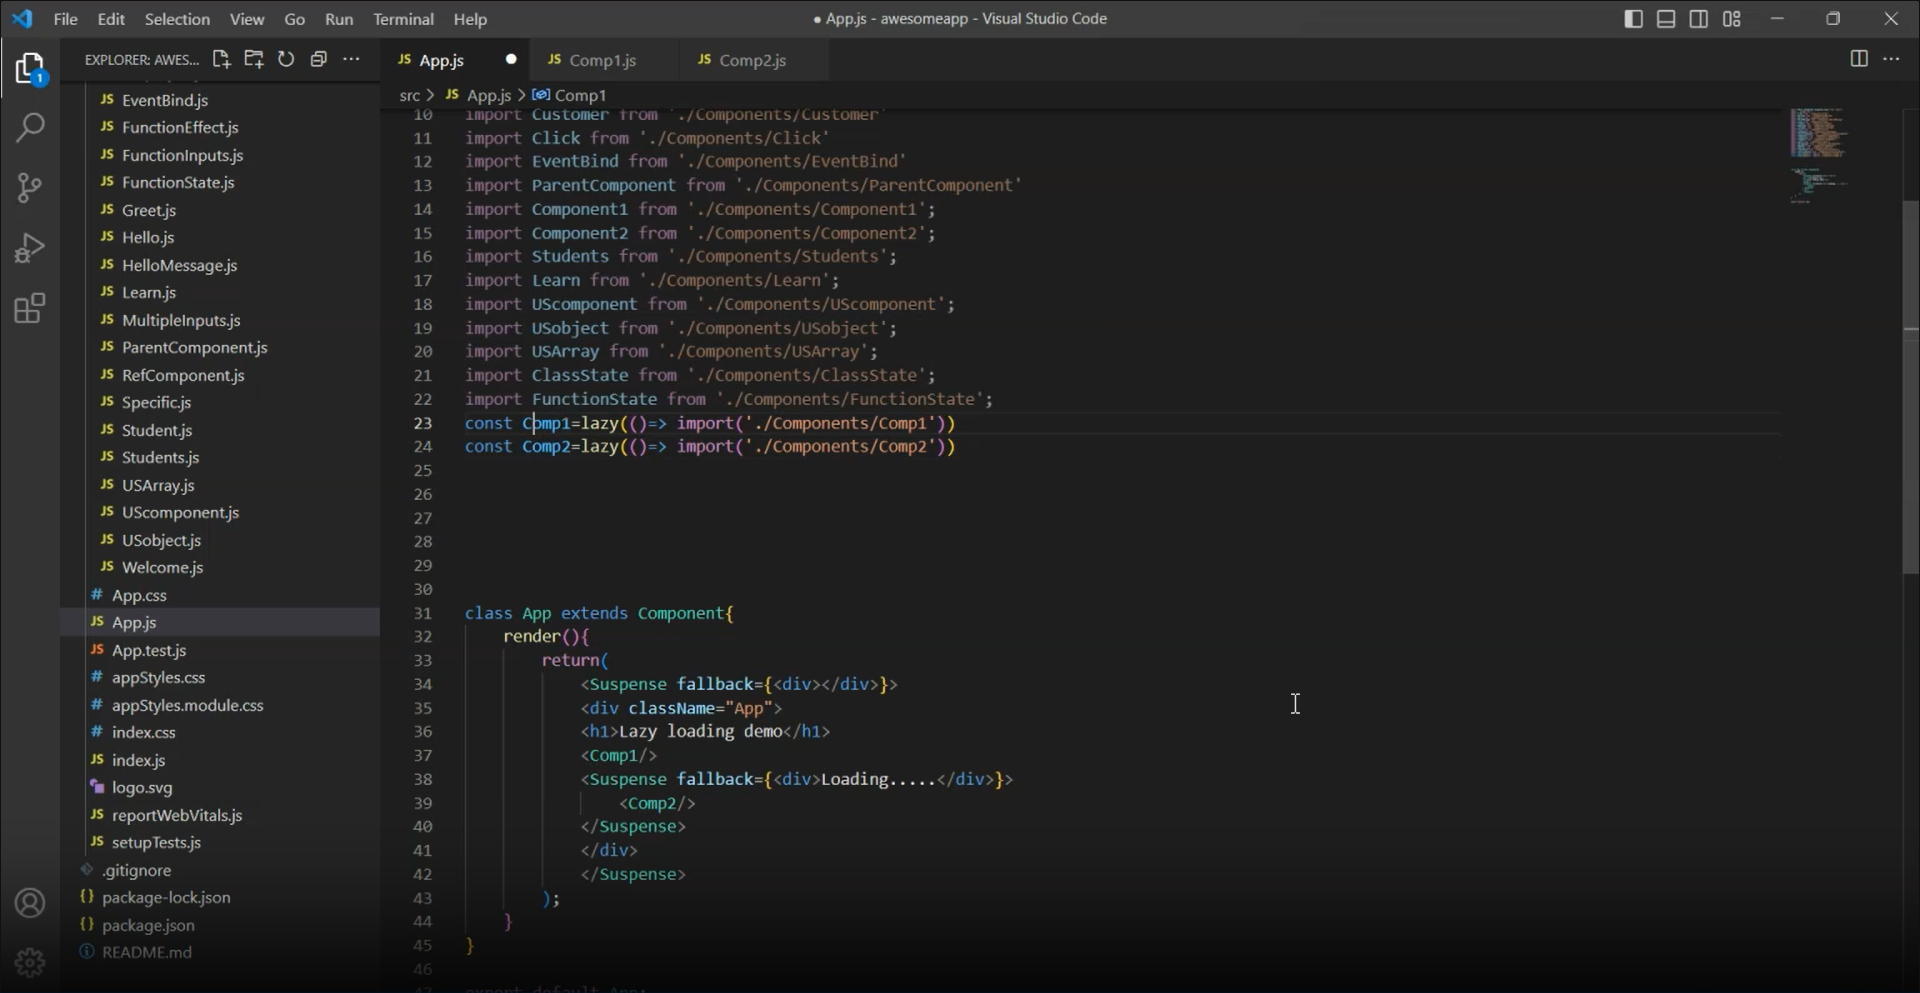 File Edit Selection View Go Run Terminal Help
● App.js - awesomeapp - Visual Studio Code
EXPLORER: AWES...
JS App.js
JS Comp1.js
JS Comp2.js
src > JS App.js > Comp1
1
JS EventBind.js
JS FunctionEffect.js
JS FunctionInputs.js
JS FunctionState.js
JS Greet.js
JS Hello.js
JS HelloMessage.js
JS Learn.js
JS MultipleInputs.js
JS ParentComponent.js
JS RefComponent.js
JS Specific.js
JS Student.js
JS Students.js
JS USArray.js
JS UScomponent.js
JS USobject.js
JS Welcome.js
# App.css
JS App.js
JS App.test.js
# appStyles.css
# appStyles.module.css
# index.css
JS index.js
logo.svg
JS reportWebVitals.js
JS setupTests.js
.gitignore
{} package-lock.json
{} package.json
README.md
10 import Customer from './Components/Customer'
11 import Click from './Components/Click'
12 import EventBind from './Components/EventBind'
13 import ParentComponent from './Components/ParentComponent'
14 import Component1 from './Components/Component1';
15 import Component2 from './Components/Component2';
16 import Students from './Components/Students';
17 import Learn from './Components/Learn';
18 import UScomponent from './Components/UScomponent';
19 import USobject from './Components/USobject';
20 import USArray from './Components/USArray';
21 import ClassState from './Components/ClassState';
22 import FunctionState from './Components/FunctionState';
23 const Comp1=lazy(()=> import('./Components/Comp1'))
24 const Comp2=lazy(()=> import('./Components/Comp2'))
25
26
27
28
29
30
31 class App extends Component{
32 render(){
33 return(
34 <Suspense fallback={<div></div>}>
35 <div className="App">
36 <h1>Lazy loading demo</h1>
37 <Comp1/>
38 <Suspense fallback={<div>Loading.....</div>}>
39 <Comp2/>
40 </Suspense>
41 </div>
42 </Suspense>
43 );
44 }
45 }
46
47 export default App;